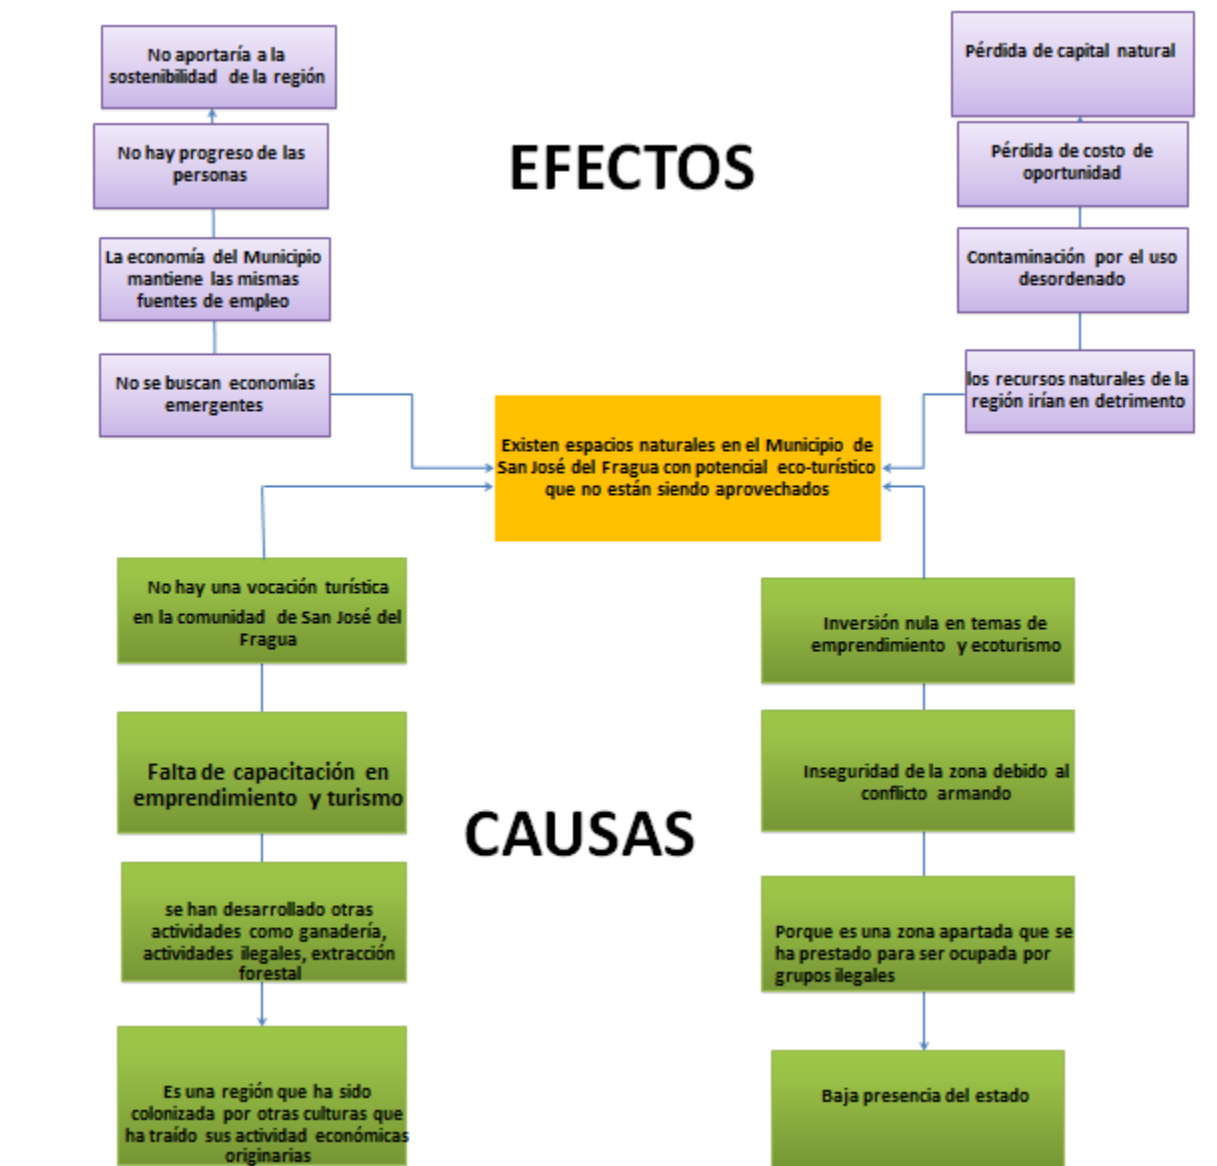 No aportaría a la
sostenibilidad de la región
No hay progreso de las
personas
La economía del Municipio
mantiene las mismas
fuentes de empleo
No se buscan economías
emergentes
EFECTOS
Pérdida de capital natural
Pérdida de costo de
oportunidad
Contaminación por el uso
desordenado
los recursos naturales de la
región irían en detrimento
Existen espacios naturales en el Municipio de
San José del Fragua con potencial eco-turístico
que no están siendo aprovechados
No hay una vocación turística
en la comunidad de San José del
Fragua
Falta de capacitación en
emprendimiento y turismo
se han desarrollado otras
actividades como ganadería,
actividades ilegales, extracción
forestal
Es una región que ha sido
colonizada por otras culturas que
ha traído sus actividad económicas
originarias
CAUSAS
Inversión nula en temas de
emprendimiento y ecoturismo
Inseguridad de la zona debido al
conflicto armando
Porque es una zona apartada que se
ha prestado para ser ocupada por
grupos ilegales
Baja presencia del estado